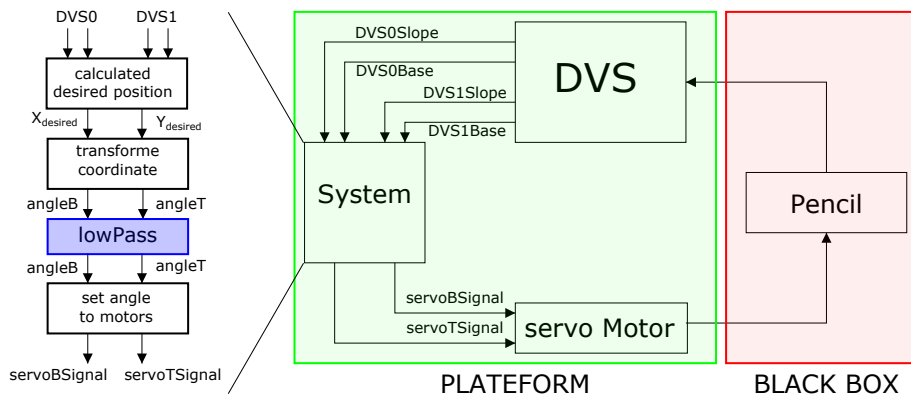 DVS0 DVS1
calculated
desired position
Xdesired Ydesired
transforme
coordinate
angleB angleT
lowPass
angleB angleT
set angle
to motors
servoBSignal servoTSignal
DVS0Slope
DVS0Base
DVS1Slope
DVS1Base
DVS
System
servoBSignal
servoTSignal
servo Motor
PLATEFORM
Pencil
BLACK BOX